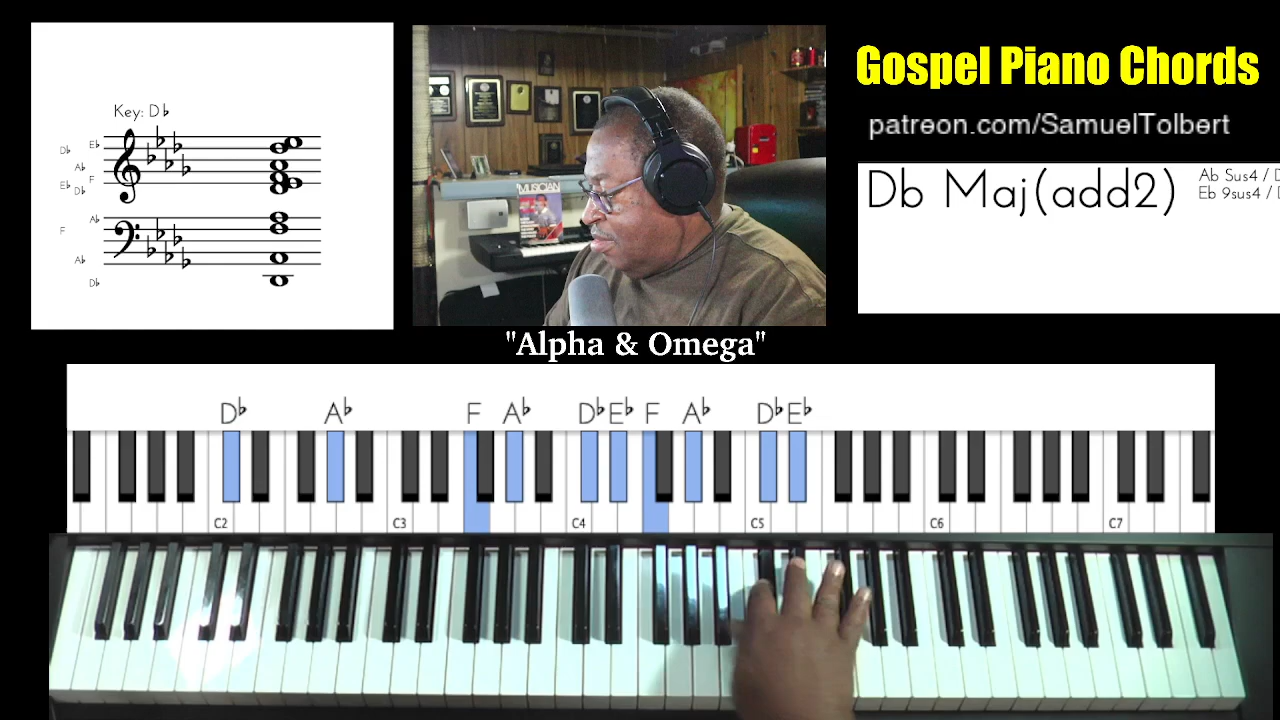 Key: D♭
E♭
D♭
A♭
F
E♭
D♭
A♭
F
A♭
D♭
MUSICIAN
Gospel Piano Chords
patreon.com/SamuelTolbert
Db Maj(add2)
Ab Sus4 / D
Eb 9sus4 / D
"Alpha & Omega"
D♭ A♭ F A♭ D♭ E♭ F A♭ D♭ E♭
C2 C3 C4 C5 C6 C7